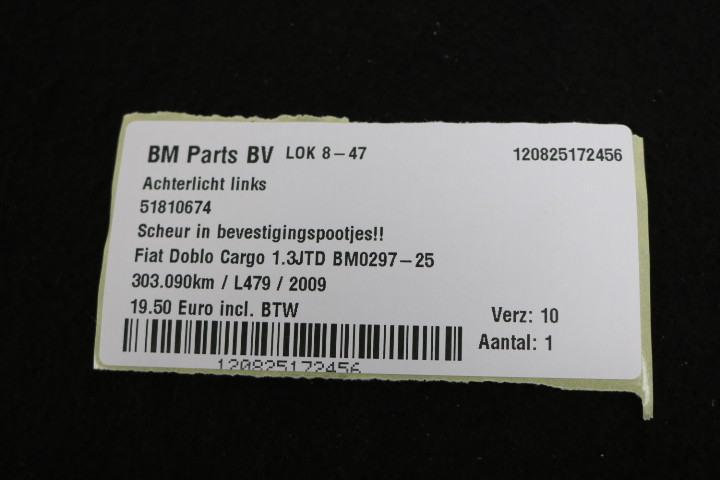 BM Parts BV LOK 8-47 120825172456
Achterlicht links
51810674
Scheur in bevestigingspootjes!!
Fiat Doblo Cargo 1.3JTD BM0297-25
303.090km / L479 / 2009
19.50 Euro incl. BTW Verz: 10
Aantal: 1
120825172456